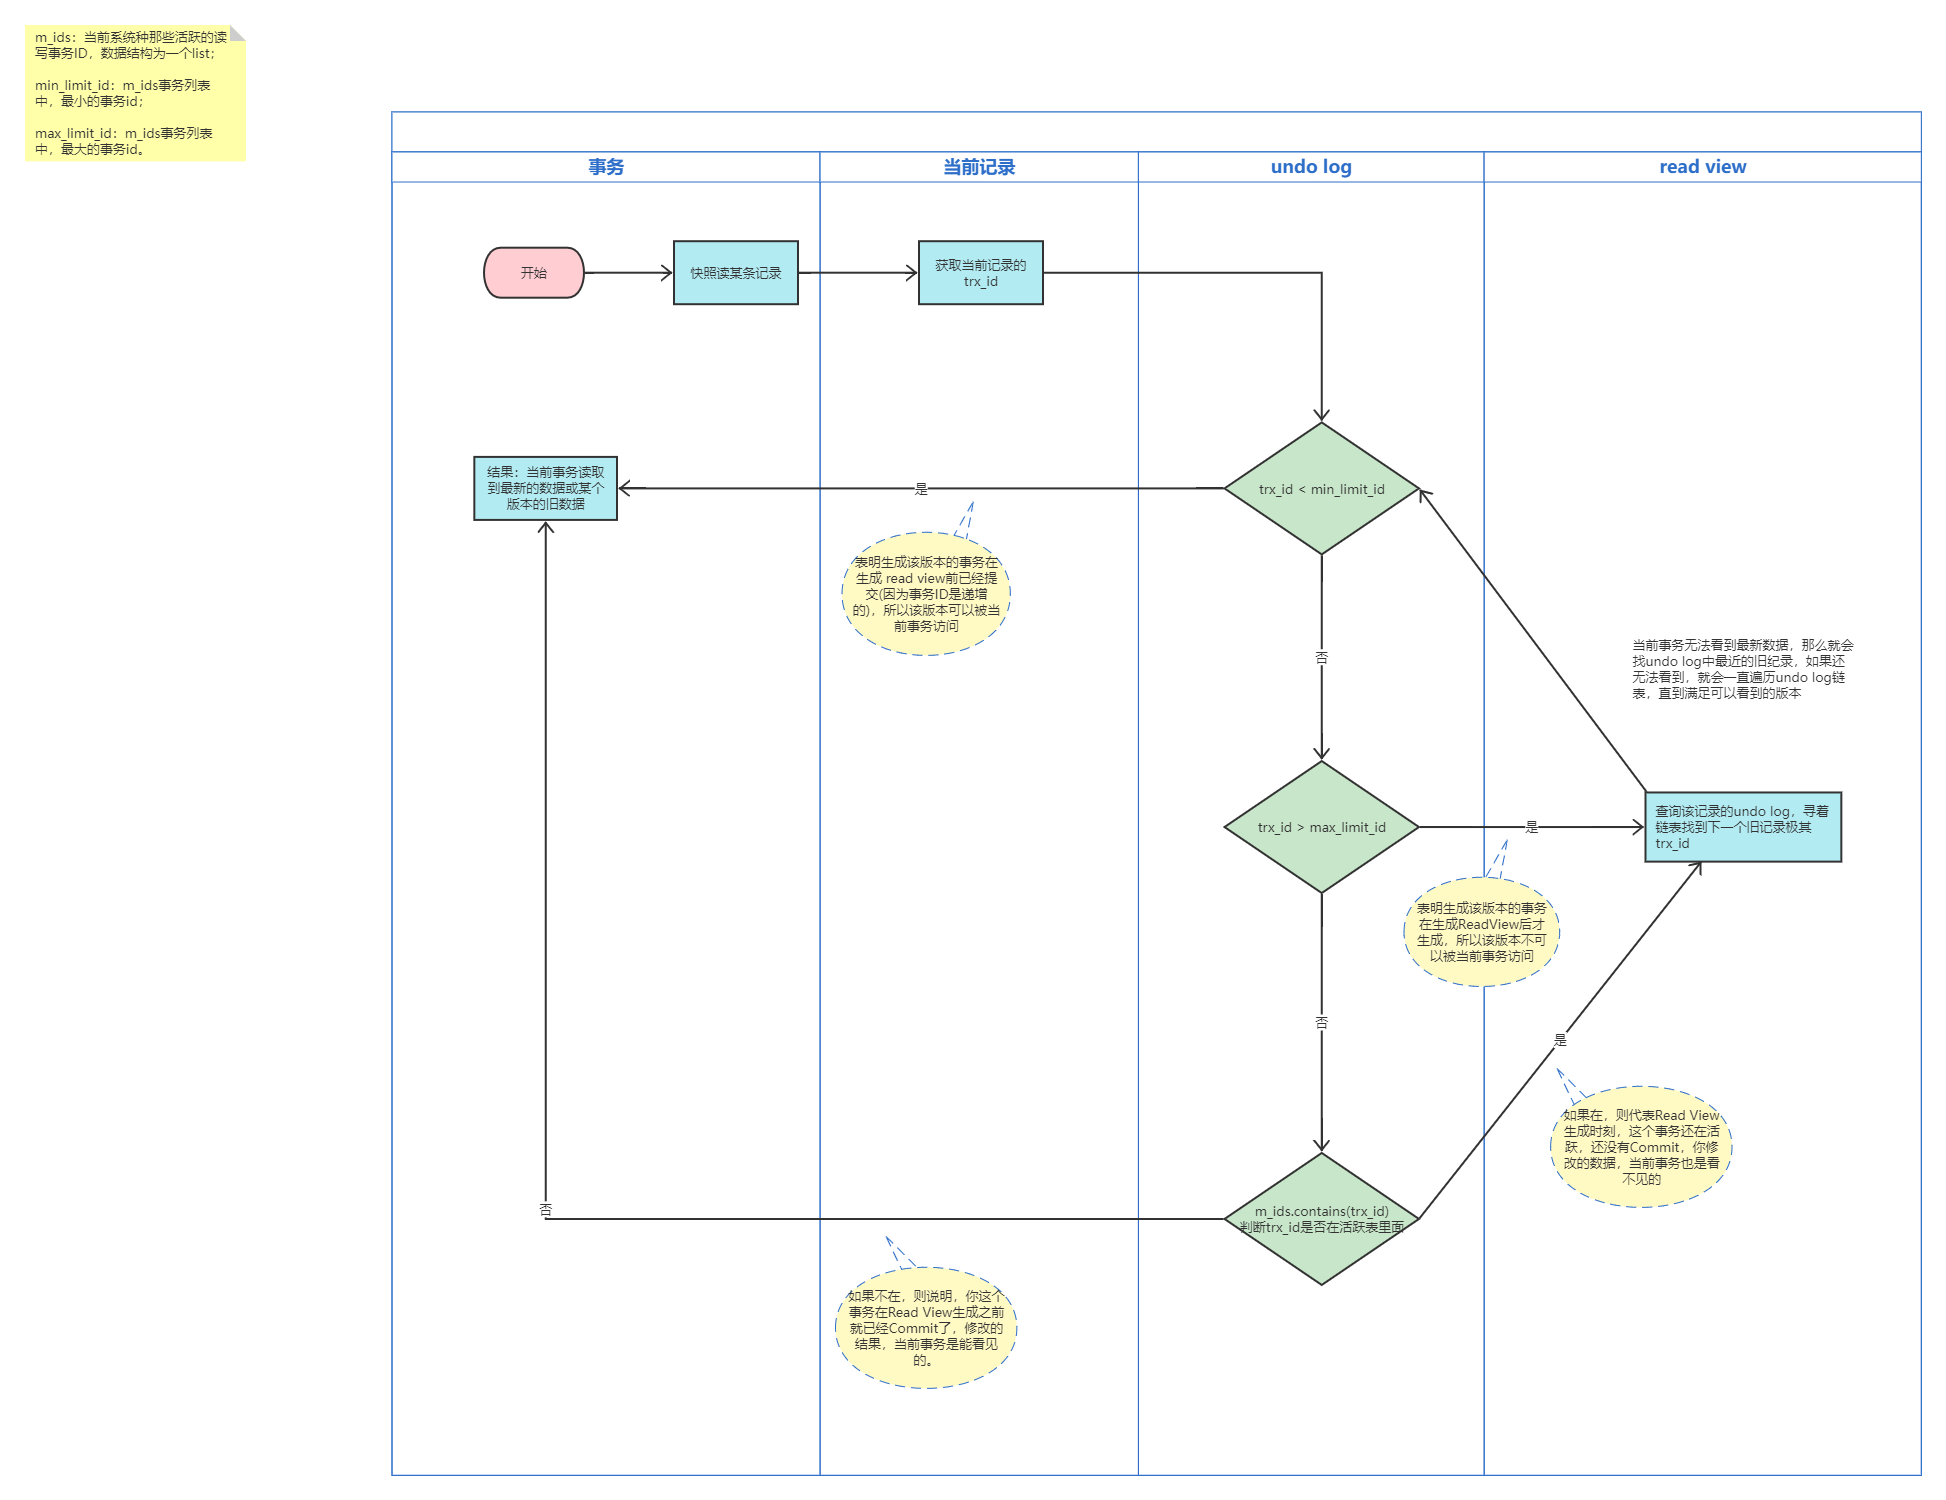 m_ids：当前系统种那些活跃的读
写事务ID，数据结构为一个list；
min_limit_id：m_ids事务列表
中，最小的事务id；
max_limit_id：m_ids事务列表
中，最大的事务id。
事务
当前记录
undo log
read view
开始
快照读某条记录
获取当前记录的
trx_id
结果：当前事务读取
到最新的数据或某个
版本的旧数据
是
trx_id < min_limit_id
表明生成该版本的事务在
生成 read view前已经提
交(因为事务ID是递增
的)，所以该版本可以被当
前事务访问
否
当前事务无法看到最新数据，那么就会
找undo log中最近的旧纪录，如果还
无法看到，就会一直遍历undo log链
表，直到满足可以看到的版本
trx_id > max_limit_id
是
查询该记录的undo log，寻着
链表找到下一个旧记录极其
trx_id
表明生成该版本的事务
在生成ReadView后才
生成，所以该版本不可
以被当前事务访问
否
是
如果在，则代表Read View
生成时刻，这个事务还在活
跃，还没有Commit，你修
改的数据，当前事务也是看
不见的
否
m_ids.contains(trx_id)
判断trx_id是否在活跃表里面
如果不在，则说明，你这个
事务在Read View生成之前
就已经Commit了，修改的
结果，当前事务是能看见
的。